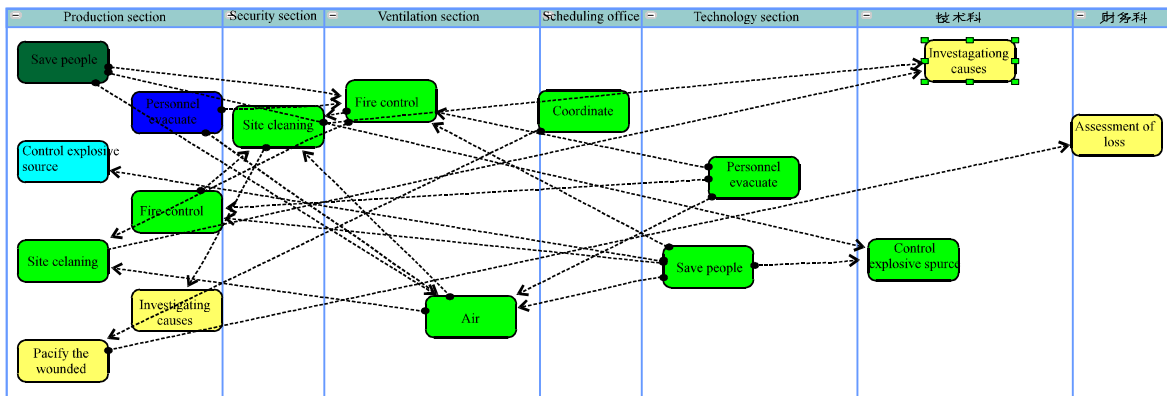 Production section
Security section
Ventilation section
Scheduling office
Technology section
技术科
财务科
Save people
Personnel
evacuate
Control explosive
source
Fire control
Site celaning
Investigating
causes
Pacify the
wounded
Site cleaning
Fire control
Air
Coordinate
Personnel
evacuate
Save people
Investagationg
causes
Control
explosive spurce
Assessment of
loss